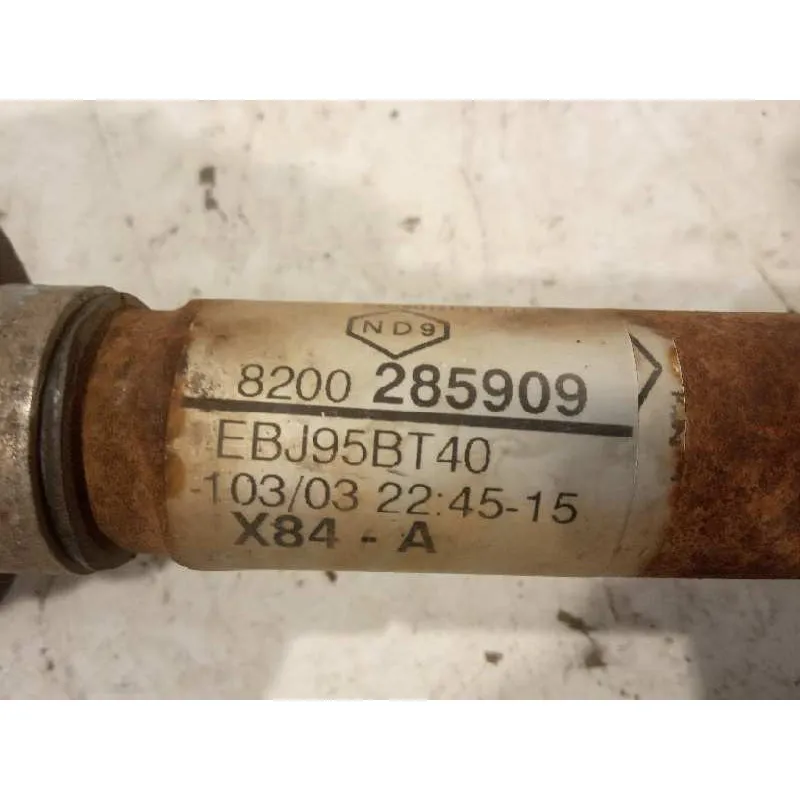 ND9
8200 285909
EBJ95BT40
-103/03 22:45-15
X84 - A